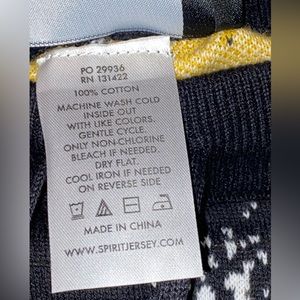 PO 29936
RN 131422
100% COTTON
MACHINE WASH COLD
INSIDE OUT
WITH LIKE COLORS.
GENTLE CYCLE.
ONLY NON-CHLORINE
BLEACH IF NEEDED.
DRY FLAT.
COOL IRON IF NEEDED
ON REVERSE SIDE
MADE IN CHINA
WWW.SPIRITJERSEY.COM